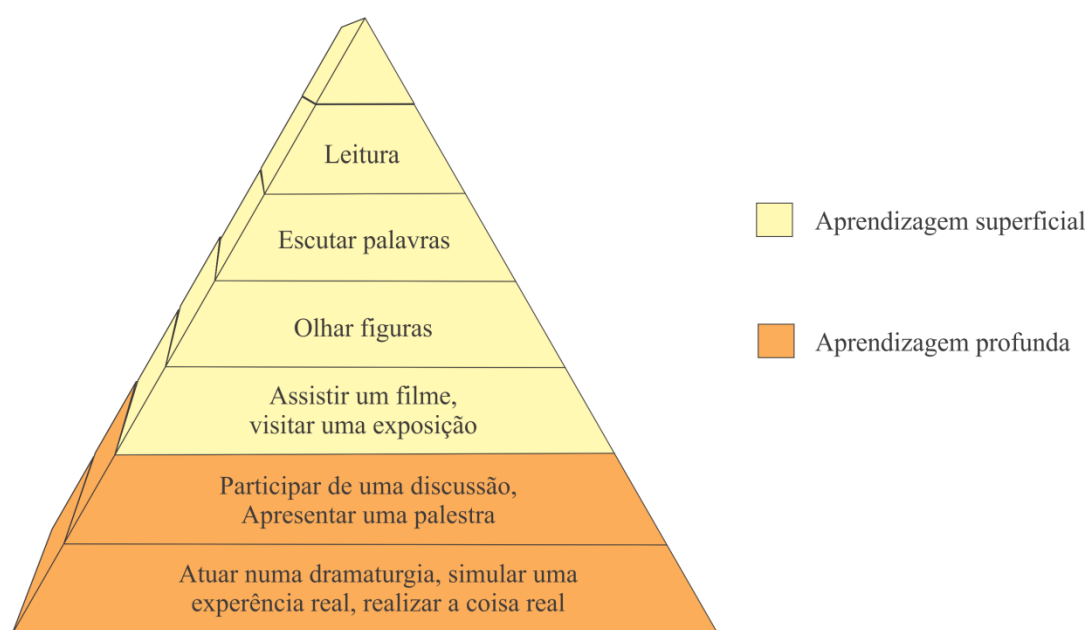 Leitura
Escutar palavras
Olhar figuras
Assistir um filme,
visitar uma exposição
Participar de uma discussão,
Apresentar uma palestra
Atuar numa dramaturgia, simular uma
experência real, realizar a coisa real
Aprendizagem superficial
Aprendizagem profunda